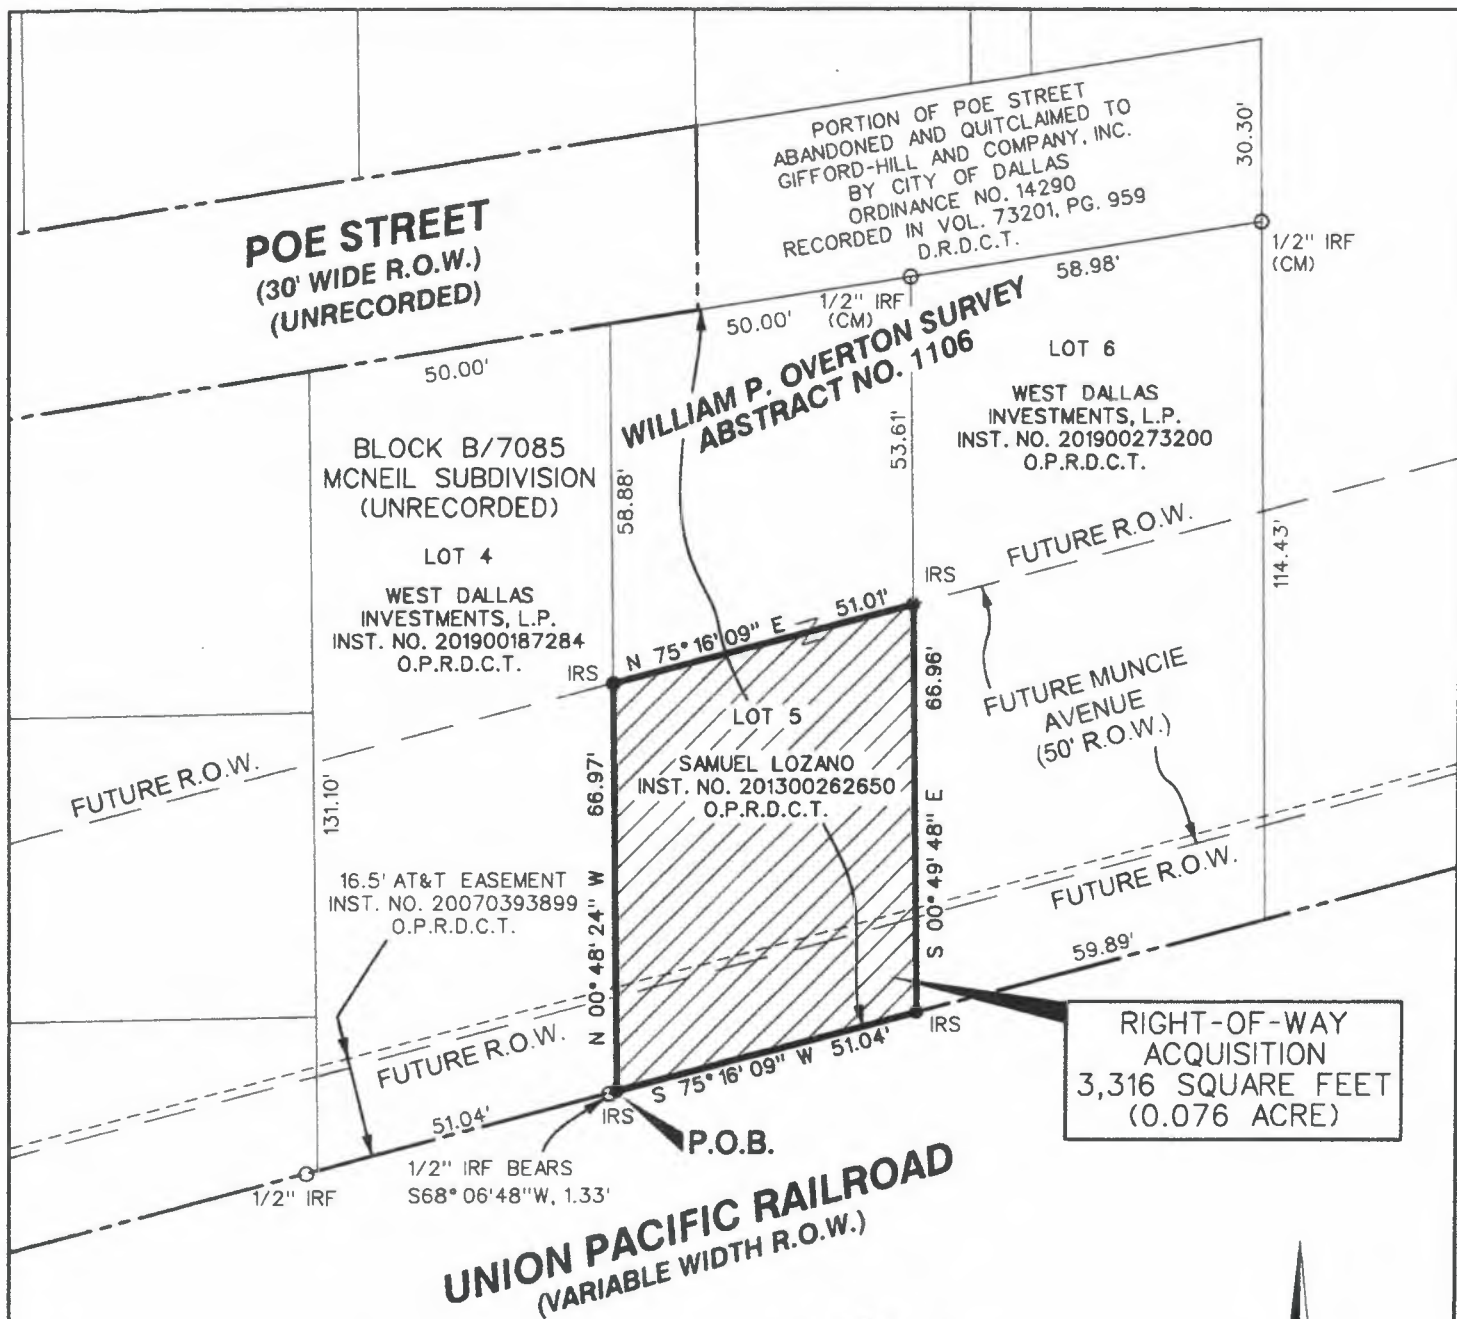 PORTION OF POE STREET
ABANDONED AND QUITCLAIMED TO
GIFFORD-HILL AND COMPANY, INC.
BY CITY OF DALLAS
ORDINANCE NO. 14290
RECORDED IN VOL. 73201, PG. 959
D.R.D.C.T.
30.30'
POE STREET
(30' WIDE R.O.W.)
(UNRECORDED)
1/2" IRF
(CM)
58.98'
1/2" IRF
(CM)
50.00'
50.00'
WILLIAM P. OVERTON SURVEY
ABSTRACT NO. 1106
LOT 6
WEST DALLAS
INVESTMENTS, L.P.
INST. NO. 201900273200
O.P.R.D.C.T.
BLOCK B/7085
MCNEIL SUBDIVISION
(UNRECORDED)
LOT 4
WEST DALLAS
INVESTMENTS, L.P.
INST. NO. 201900187284
O.P.R.D.C.T.
58.88'
53.61'
114.43'
FUTURE R.O.W.
IRS
IRS
N 75° 16' 09" E 51.01'
66.96'
FUTURE MUNCIE
AVENUE
(50' R.O.W.)
LOT 5
SAMUEL LOZANO
INST. NO. 201300262650
O.P.R.D.C.T.
FUTURE R.O.W.
131.10'
66.97'
N 00° 48' 24" W
S 00° 49' 48" E
16.5' AT&T EASEMENT
INST. NO. 20070393899
O.P.R.D.C.T.
FUTURE R.O.W.
59.89'
FUTURE R.O.W.
S 75° 16' 09" W 51.04'
IRS
RIGHT-OF-WAY
ACQUISITION
3,316 SQUARE FEET
(0.076 ACRE)
51.04'
IRS
P.O.B.
1/2" IRF
1/2" IRF BEARS
S68° 06'48"W, 1.33'
UNION PACIFIC RAILROAD
(VARIABLE WIDTH R.O.W.)